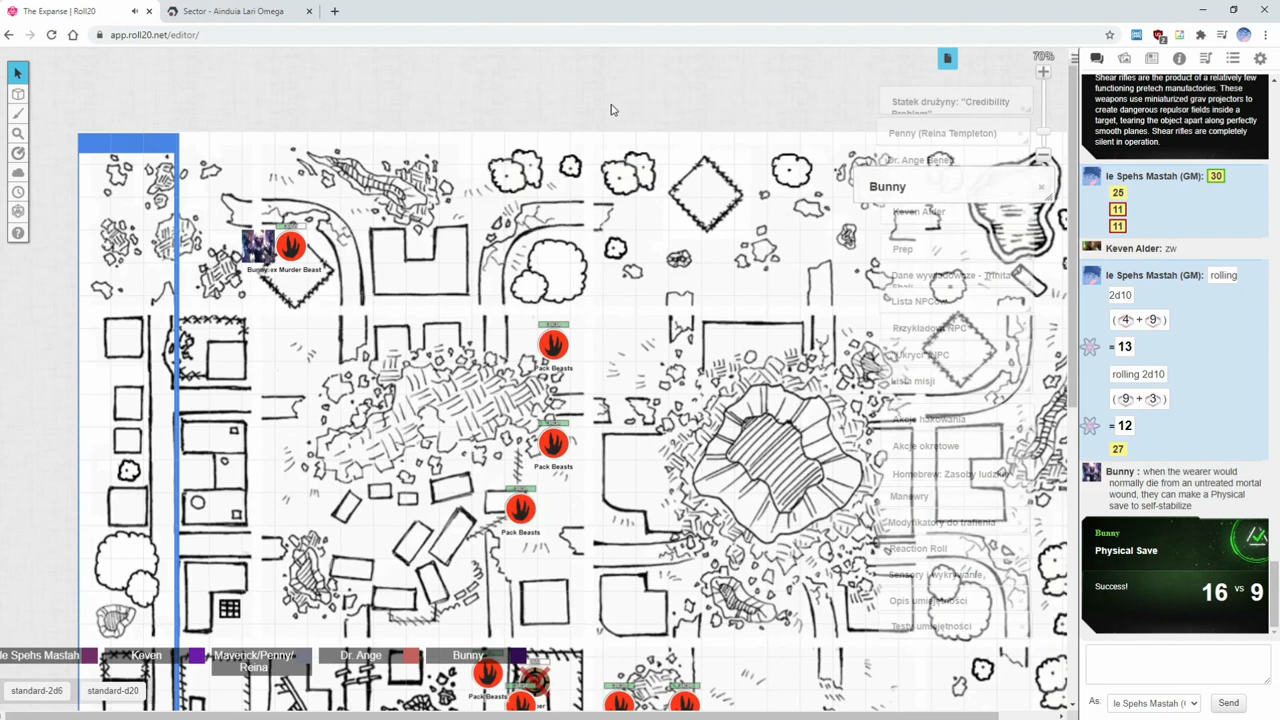 The Expanse | Roll20
Sector - Ainduia Lari Omega
app.roll20.net/editor/
70%
Statek drużyny: "Credibility
Problem"
Penny (Reina Templeton)
Dr. Ange Benet
Bunny
Keven Alder
Prep
Lista NPCów
Ukryci NPC
Lista misji
Akcje hakowania
Akcje okrętowe
Homebrew: Zasoby ludzkie
Manewry
Modyfikatory do trafienia
Reaction Roll
Sensory i wykrywanie,
Opis umiejętności
Testy umiejętności
Murder Beast
Pack Beasts
Pack Beasts
Pack Beasts
Pack Beasts
le Spehs Mastah
Keven
Maverick/Penny/
Reina
Dr. Ange
Bunny
standard-2d6
standard-d20
Shear rifles are the product of a relatively few
functioning pretech manufactories. These
weapons use miniaturized grav projectors to
create dangerous repulsor fields inside a
target, tearing the object apart along perfectly
smooth planes. Shear rifles are completely
silent in operation.
le Spehs Mastah (GM): 30
25
11
11
Keven Alder: zw
le Spehs Mastah (GM): rolling
2d10
(4 + 9)
=13
rolling 2d10
(9 + 3)
=12
27
Bunny : when the wearer would
normally die from an untreated mortal
wound, they can make a Physical
save to self-stabilize
Bunny
Physical Save
Success!
16 vs 9
As:
le Spehs Mastah (
Send